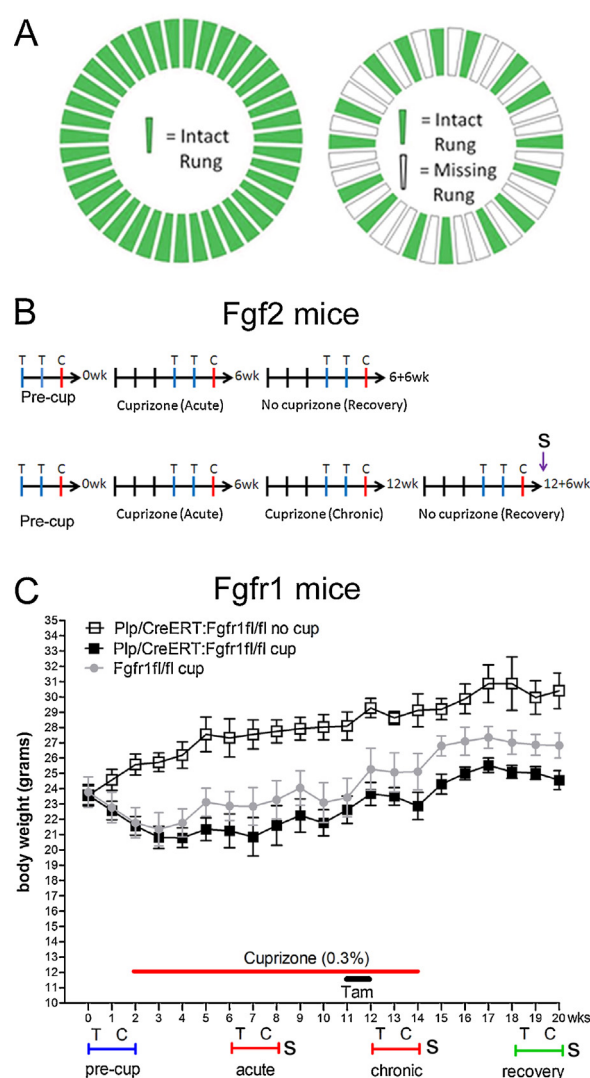 A
= Intact
Rung
= Intact
Rung
= Missing
Rung
B
Fgf2 mice
T T C 0wk T T C 6wk T T C 6+6wk
Pre-cup Cuprizone (Acute) No cuprizone (Recovery)
S
T T C 0wk T T C 6wk T T C 12wk T T C 12+6wk
Pre-cup Cuprizone (Acute) Cuprizone (Chronic) No cuprizone (Recovery)
Fgfr1 mice
C
Plp/CreERT:Fgfr1fl/fl no cup
Plp/CreERT:Fgfr1fl/fl cup
Fgfr1fl/fl cup
body weight (grams)
35
34
33
32
31
30
29
28
27
26
25
24
23
22
21
20
19
18
17
16
15
14
13
12
11
10
Cuprizone (0.3%)
Tam
0 1 2 3 4 5 6 7 8 9 10 11 12 13 14 15 16 17 18 19 20 wks
T C T C S T C S T C S
pre-cup acute chronic recovery